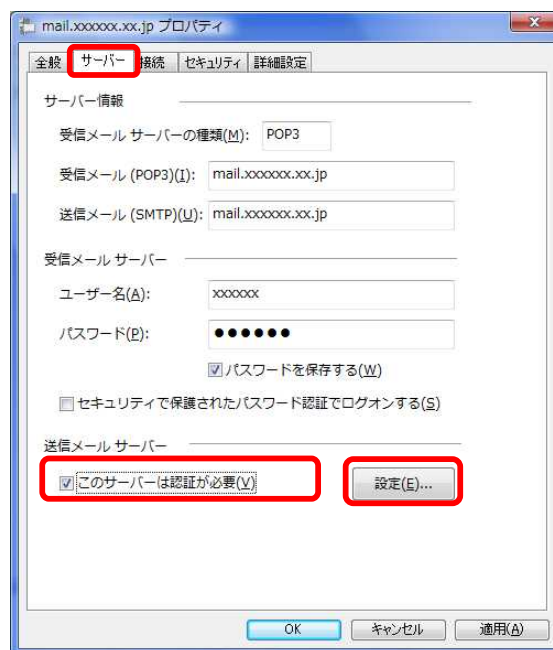 mail.xxxxxx.xx.jp プロパティ
全般 サーバー 接続 セキュリティ 詳細設定
サーバー情報
受信メール サーバーの種類(M): POP3
受信メール (POP3)(I): mail.xxxxxx.xx.jp
送信メール (SMTP)(U): mail.xxxxxx.xx.jp
受信メール サーバー
ユーザー名(A): xxxxxx
パスワード(P): ●●●●●●
パスワードを保存する(W)
セキュリティで保護されたパスワード認証でログオンする(S)
送信メール サーバー
このサーバーは認証が必要(V) 設定(E)...
OK キャンセル 適用(A)